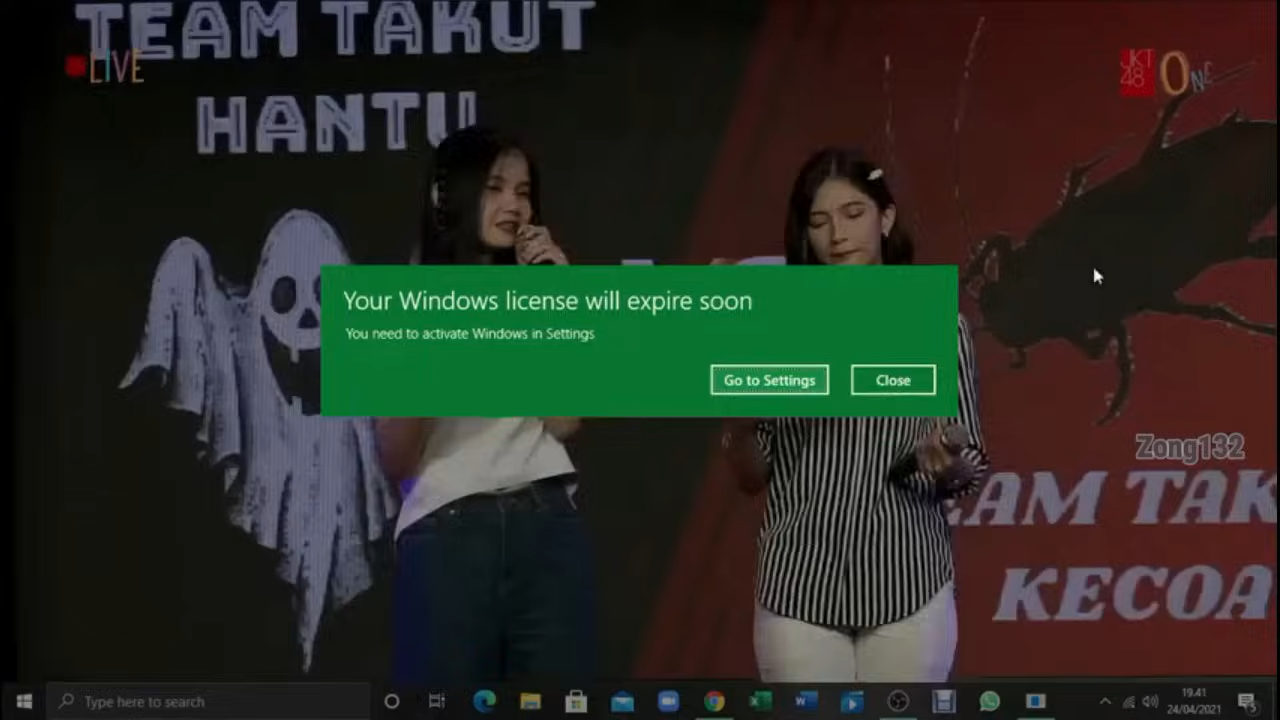 TEAM TAKUT
LIVE
HANTU
JKT
48
ONE
Your Windows license will expire soon
You need to activate Windows in Settings
Go to Settings
Close
Zong132
EAM TAK
KECOA
Type here to search
19.41
24/04/2021
5